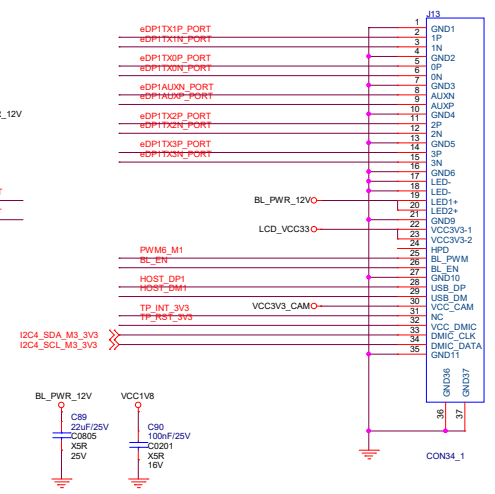 J13
1
eDP1TX1P_PORT 2 GND1
eDP1TX1N_PORT 3 1P
4 1N
eDP1TX0P_PORT 5 GND2
eDP1TX0N_PORT 6 0P
7 0N
eDP1AUXN_PORT 8 GND3
eDP1AUXP_PORT 9 AUXN
10 AUXP
eDP1TX2P_PORT 11 GND4
eDP1TX2N_PORT 12 2P
13 2N
eDP1TX3P_PORT 14 GND5
eDP1TX3N_PORT 15 3P
16 3N
17 GND6
18 LED-
19 LED-
BL_PWR_12V 20 LED1+
21 LED2+
22 GND9
LCD_VCC33 23 VCC3V3-1
24 VCC3V3-2
PWM6_M1 25 HPD
BL_EN 26 BL_PWM
27 BL_EN
HOST_DP1 28 GND10
HOST_DM1 29 USB_DP
30 USB_DM
VCC3V3_CAM 31 VCC_CAM
TP_INT_3V3 32 NC
TP_RST_3V3 33 VCC_DMIC
I2C4_SDA_M3_3V3 34 DMIC_CLK
I2C4_SCL_M3_3V3 35 DMIC_DATA
GND11
GND36
GND37
36
37
CON34_1
BL_PWR_12V
C89
22uF/25V
C0805
X5R
25V
VCC1V8
C90
100nF/25V
C0201
X5R
16V